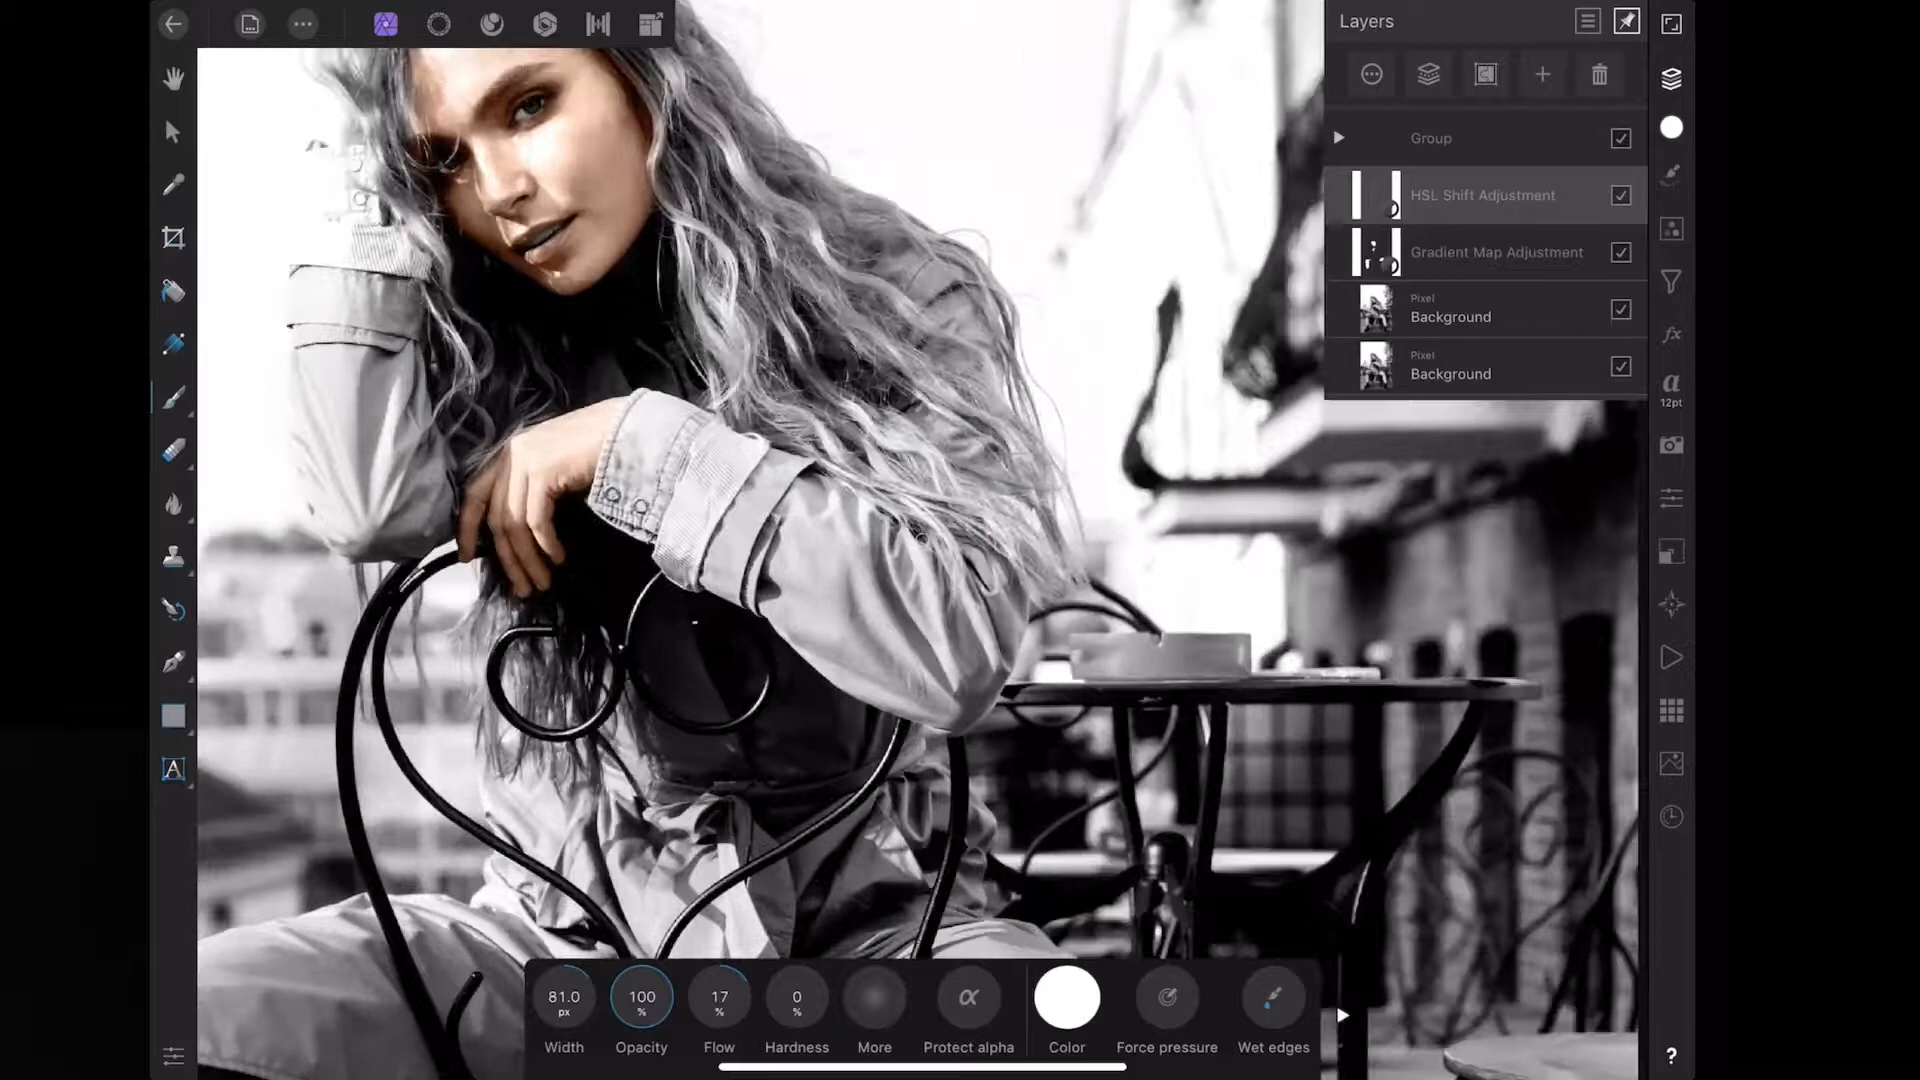 Layers
Group
HSL Shift Adjustment
Gradient Map Adjustment
Pixel
Background
Pixel
Background
a
12pt
A
81.0
px
100
%
17
%
0
%
α
Width
Opacity
Flow
Hardness
More
Protect alpha
Color
Force pressure
Wet edges
?